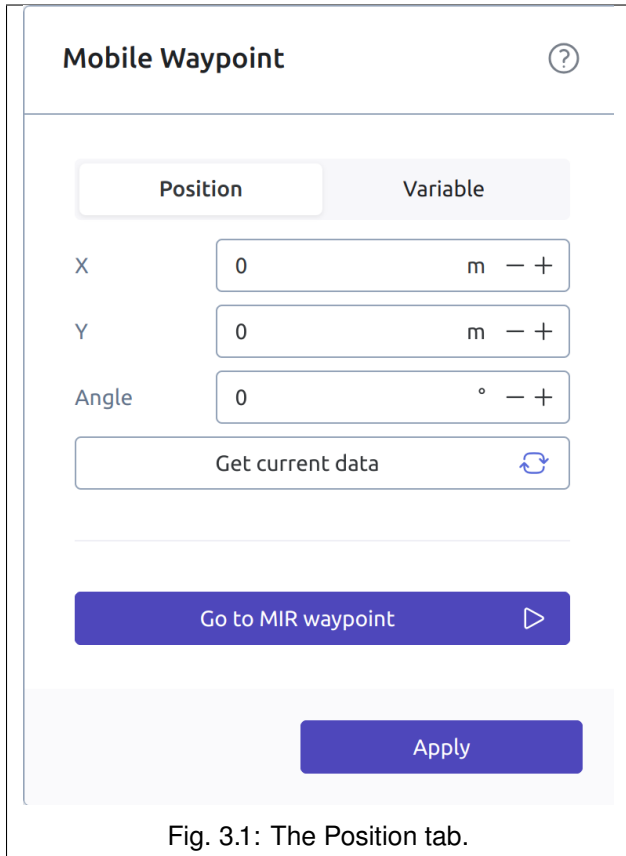 Mobile Waypoint ?
Position Variable
X 0 m − +
Y 0 m − +
Angle 0 ° − +
Get current data
Go to MIR waypoint
Apply
Fig. 3.1: The Position tab.